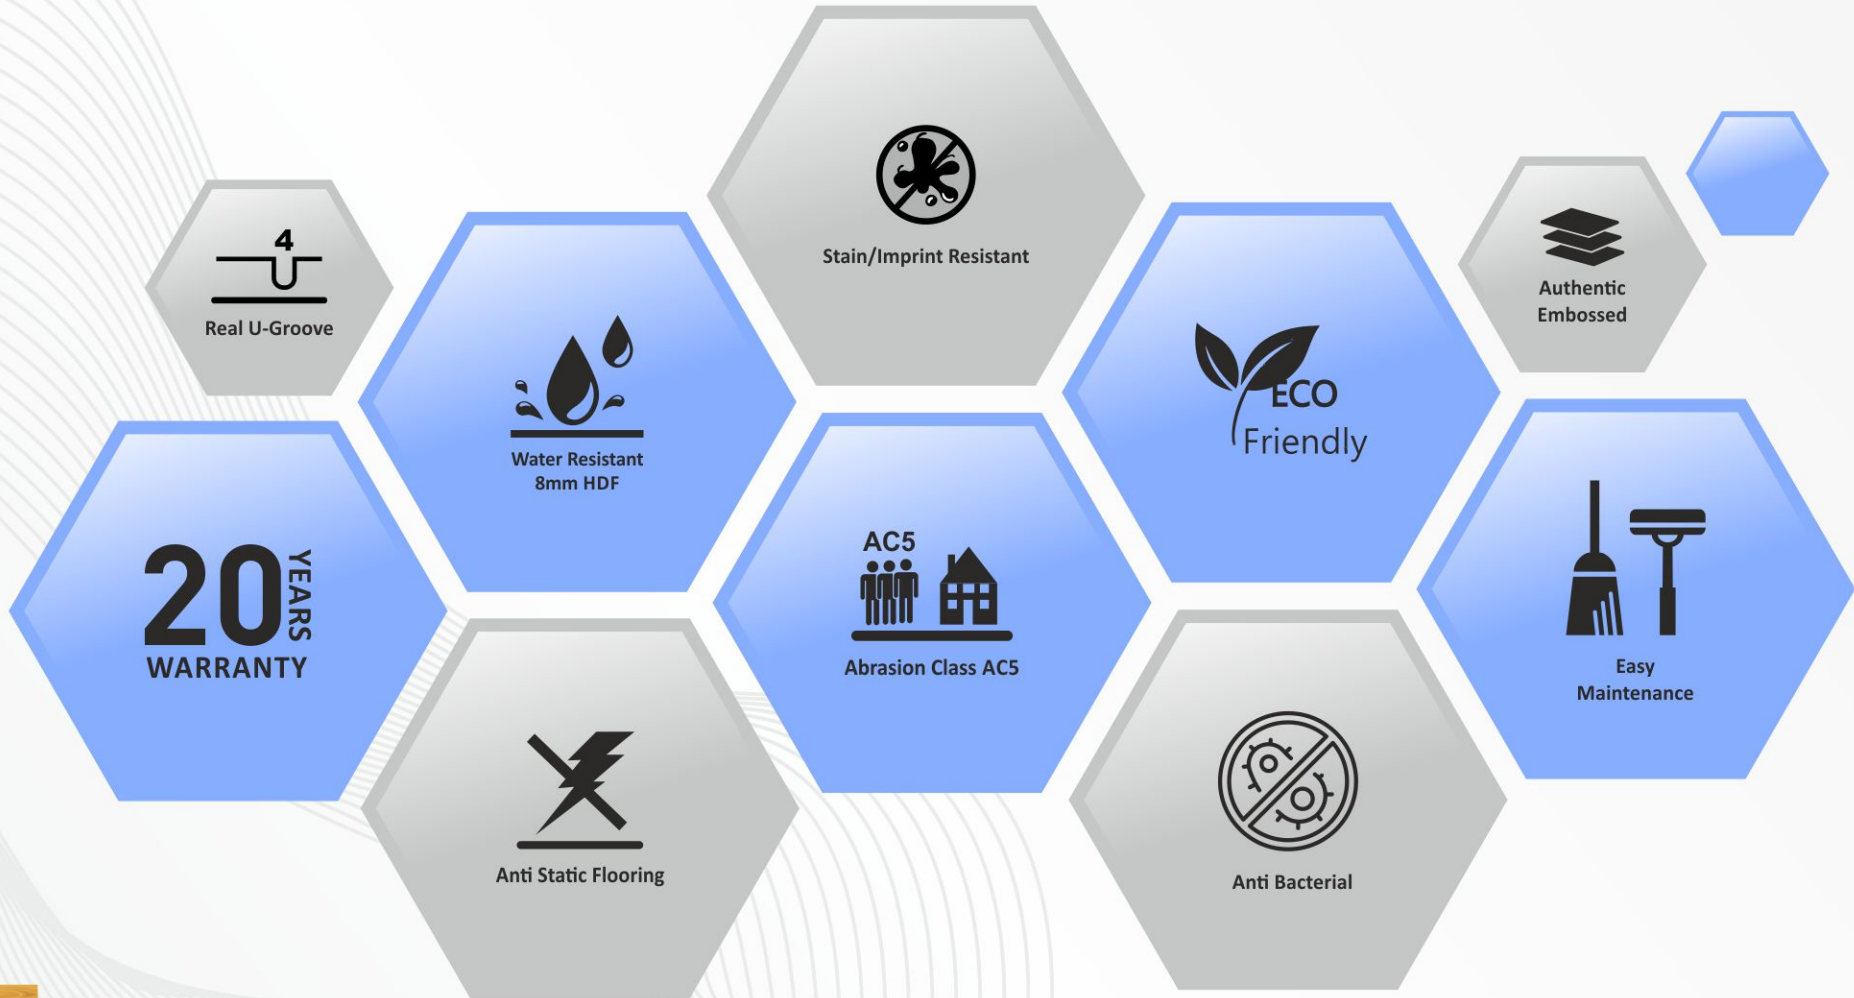 Stain/Imprint Resistant
4
Real U-Groove
Authentic
Embossed
Water Resistant
8mm HDF
ECO
Friendly
20
YEARS
WARRANTY
AC5
Abrasion Class AC5
Easy
Maintenance
Anti Static Flooring
Anti Bacterial